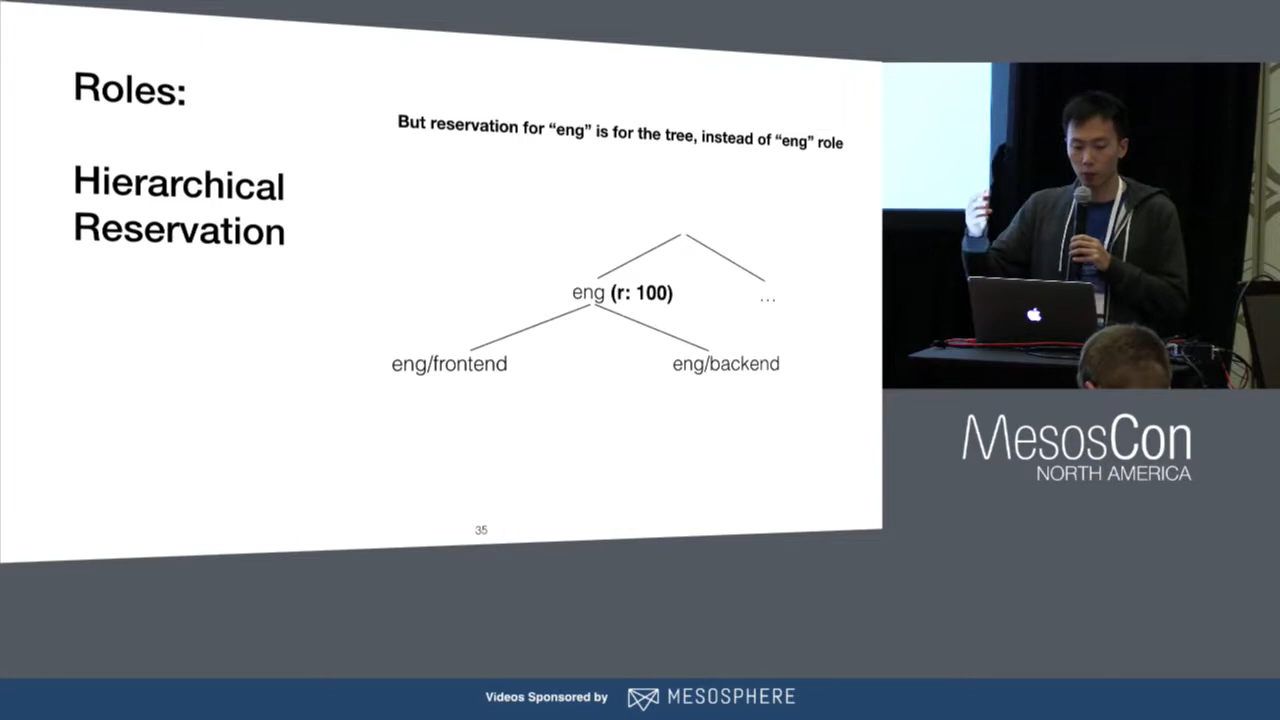 Roles:
Hierarchical
Reservation
But reservation for “eng” is for the tree, instead of “eng” role
eng (r: 100)
...
eng/frontend
eng/backend
35
MesosCon
NORTH AMERICA
Videos Sponsored by
MESOSPHERE